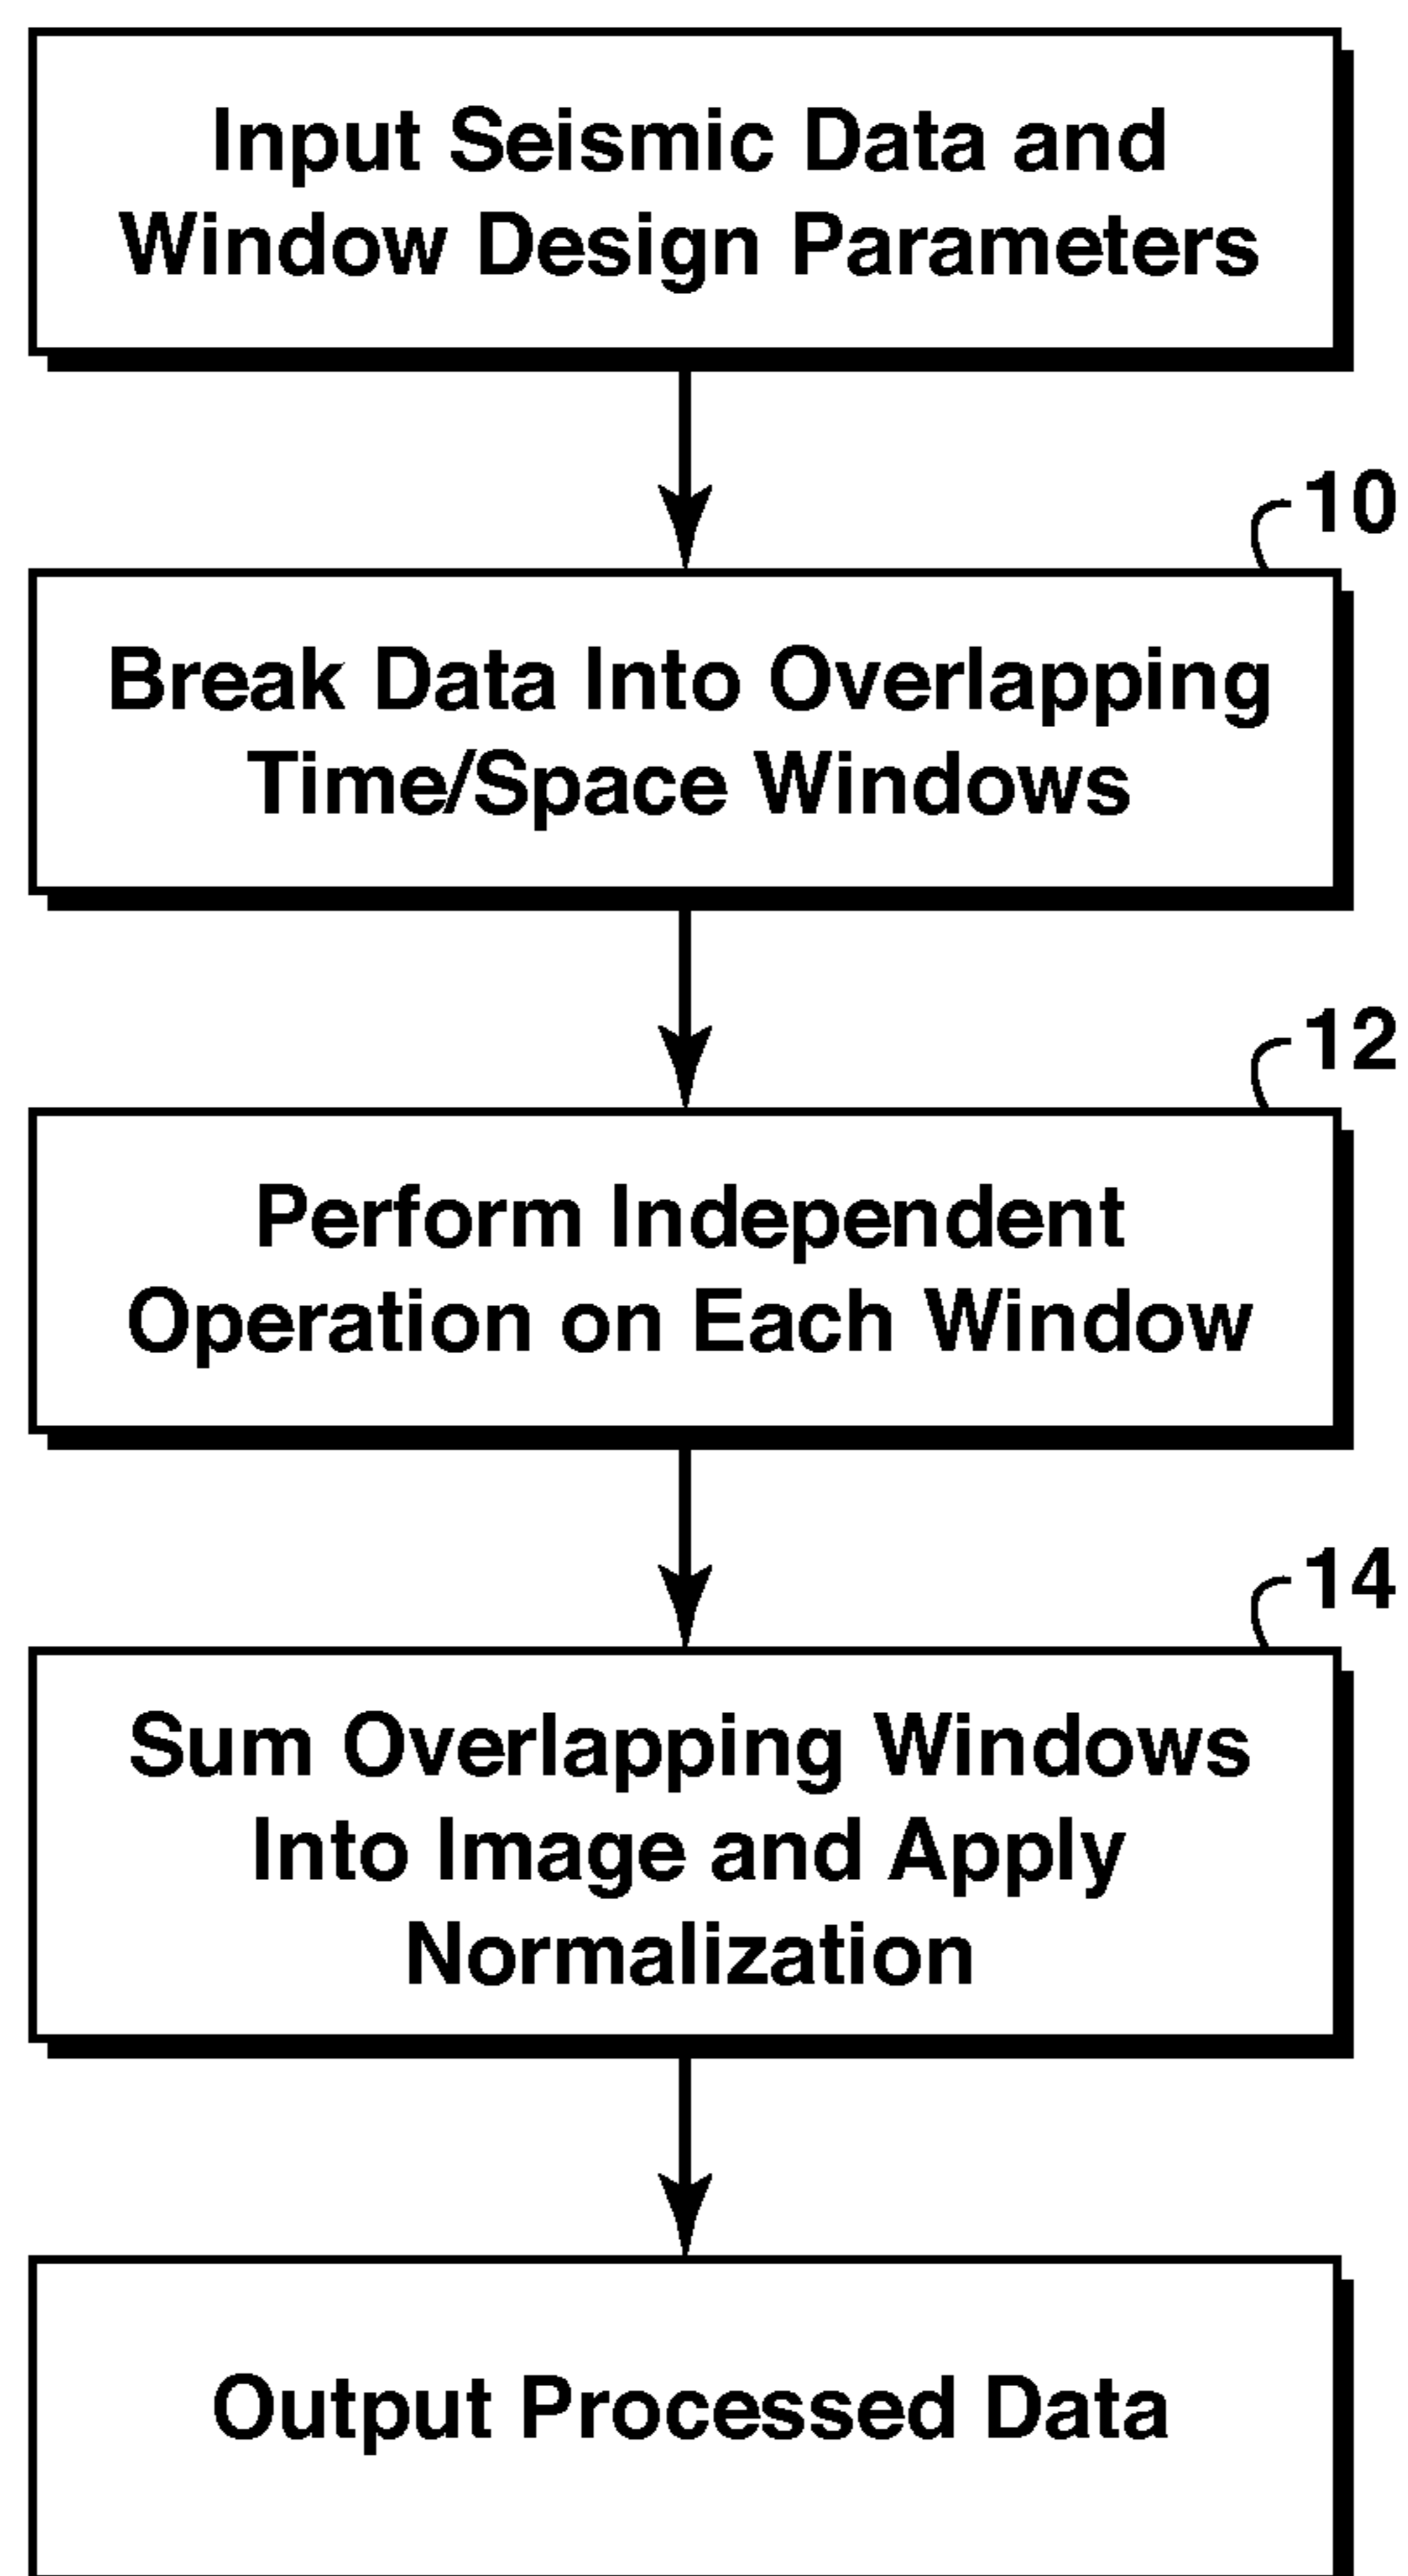 Input Seismic Data and
Window Design Parameters
10
Break Data Into Overlapping
Time/Space Windows
12
Perform Independent
Operation on Each Window
14
Sum Overlapping Windows
Into Image and Apply
Normalization
Output Processed Data